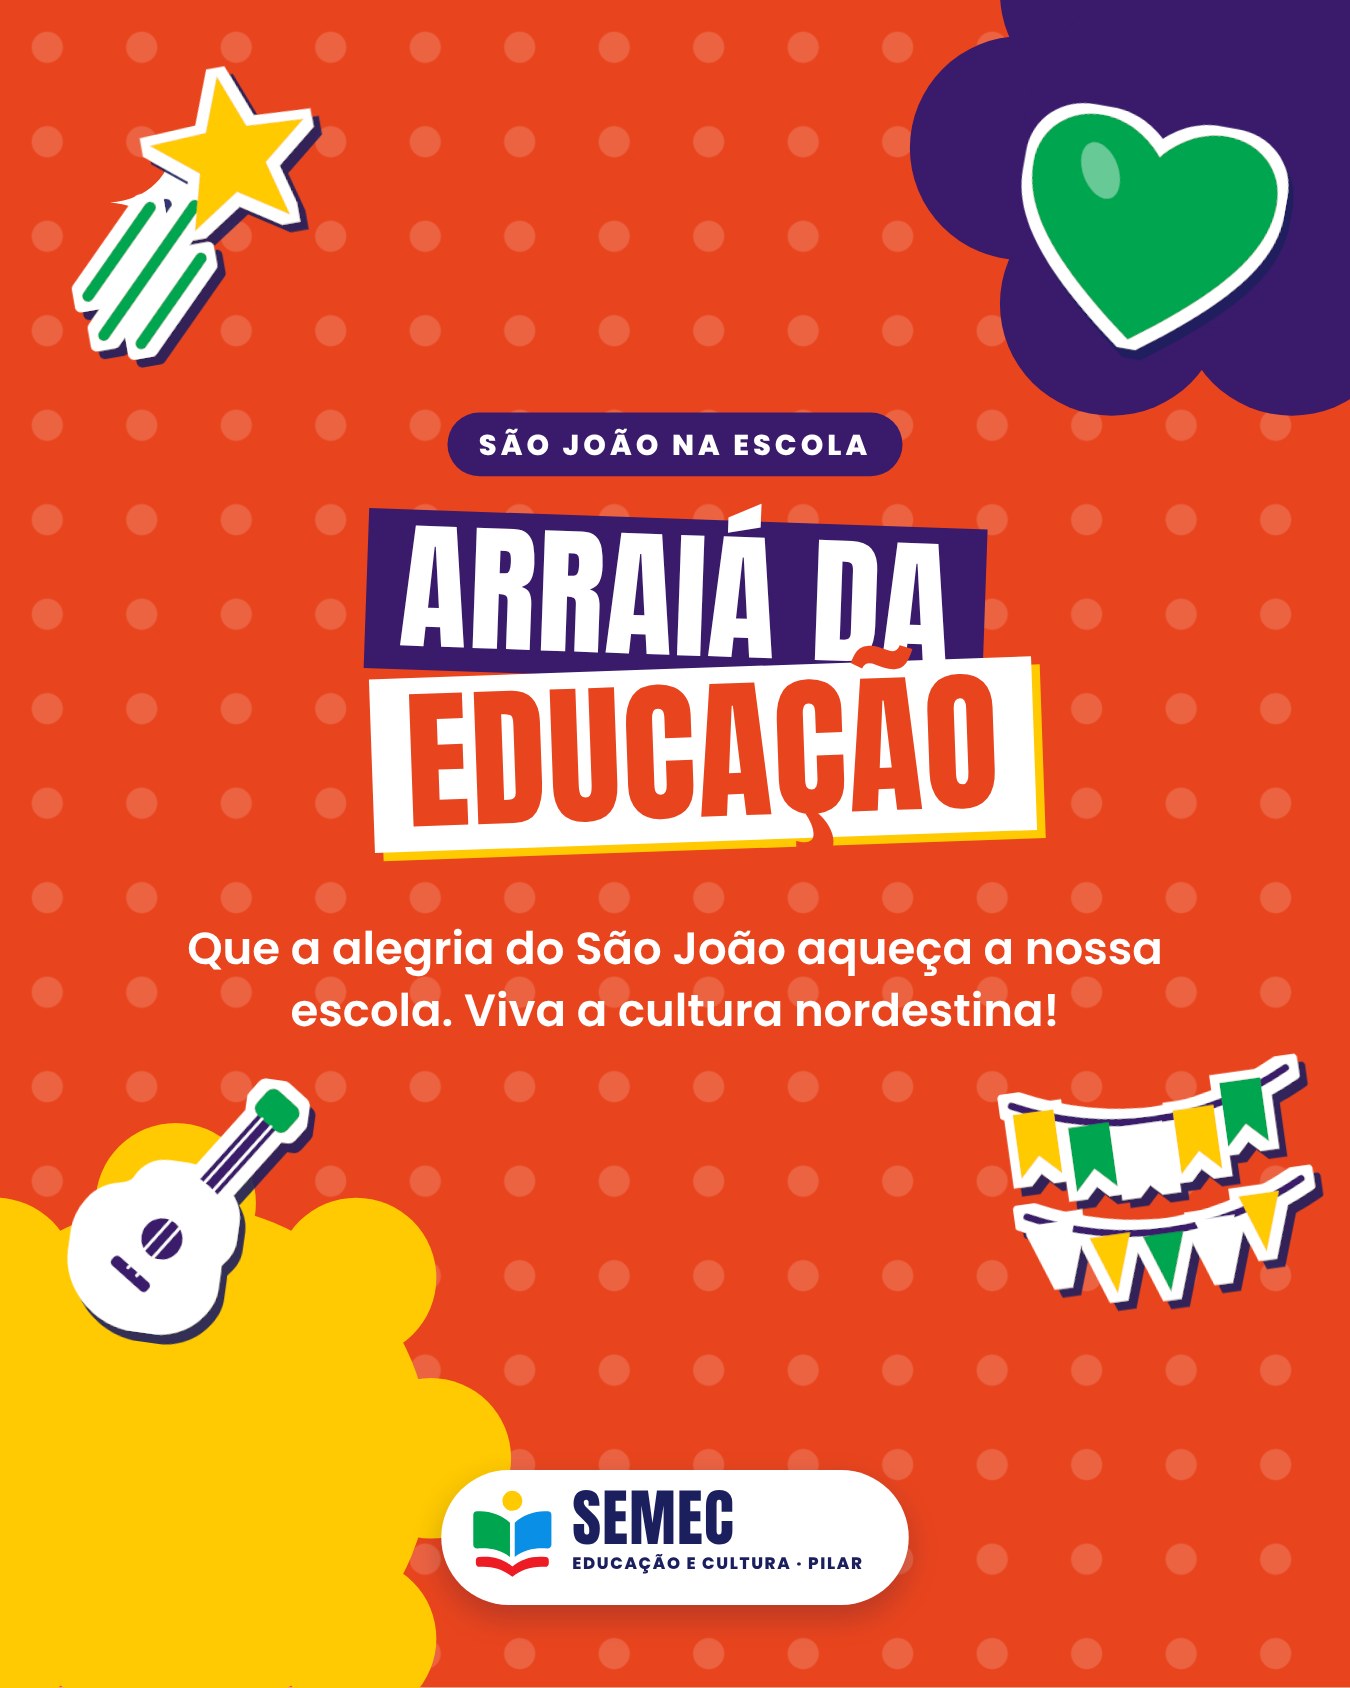 SÃO JOÃO NA ESCOLA
ARRAIÁ DA
EDUCAÇÃO
Que a alegria do São João aqueça a nossa
escola. Viva a cultura nordestina!
SEMEC
EDUCAÇÃO E CULTURA · PILAR